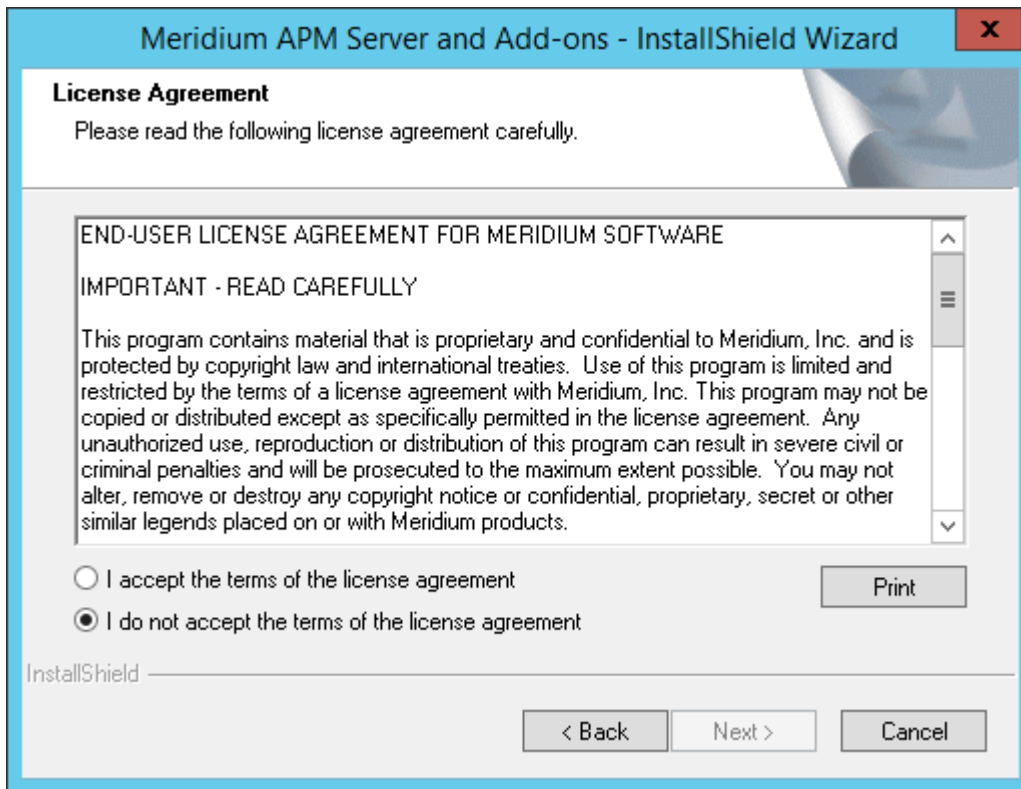 Meridium APM Server and Add-ons - InstallShield Wizard
x
License Agreement
Please read the following license agreement carefully.
END-USER LICENSE AGREEMENT FOR MERIDIUM SOFTWARE
IMPORTANT - READ CAREFULLY
This program contains material that is proprietary and confidential to Meridium, Inc. and is
protected by copyright law and international treaties.  Use of this program is limited and
restricted by the terms of a license agreement with Meridium, Inc. This program may not be
copied or distributed except as specifically permitted in the license agreement.  Any
unauthorized use, reproduction or distribution of this program can result in severe civil or
criminal penalties and will be prosecuted to the maximum extent possible.  You may not
alter, remove or destroy any copyright notice or confidential, proprietary, secret or other
similar legends placed on or with Meridium products.
I accept the terms of the license agreement
Print
I do not accept the terms of the license agreement
InstallShield
< Back
Next >
Cancel